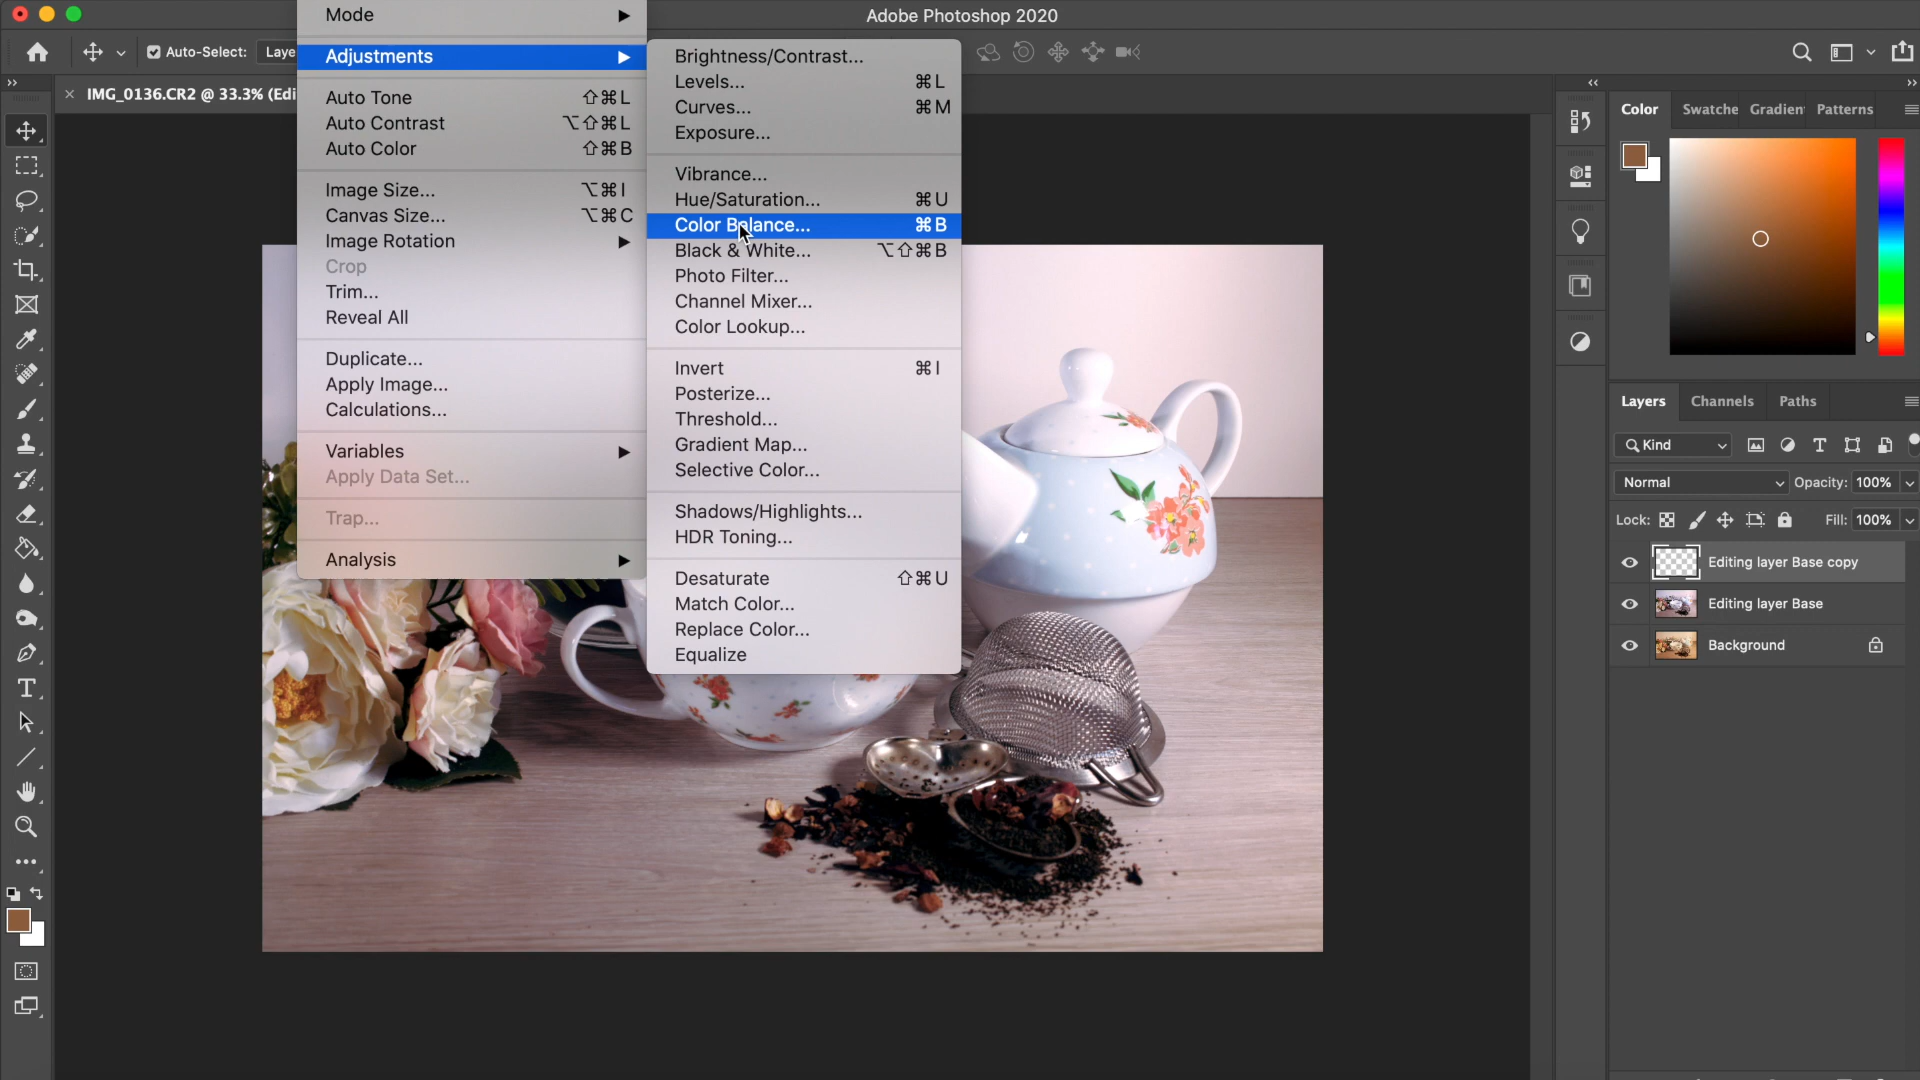 Adobe Photoshop 2020
Auto-Select: Laye
IMG_0136.CR2 @ 33.3% (Edi
Mode
Adjustments
Auto Tone ⇧⌘L
Auto Contrast ⌥⇧⌘L
Auto Color ⇧⌘B
Image Size... ⌥⌘I
Canvas Size... ⌥⌘C
Image Rotation
Crop
Trim...
Reveal All
Duplicate...
Apply Image...
Calculations...
Variables
Apply Data Set...
Trap...
Analysis
Brightness/Contrast...
Levels... ⌘L
Curves... ⌘M
Exposure...
Vibrance...
Hue/Saturation... ⌘U
Color Balance... ⌘B
Black & White... ⌥⇧⌘B
Photo Filter...
Channel Mixer...
Color Lookup...
Invert ⌘I
Posterize...
Threshold...
Gradient Map...
Selective Color...
Shadows/Highlights...
HDR Toning...
Desaturate ⇧⌘U
Match Color...
Replace Color...
Equalize
Color Swatche Gradien Patterns
Layers Channels Paths
Kind
Normal Opacity: 100%
Lock: Fill: 100%
Editing layer Base copy
Editing layer Base
Background